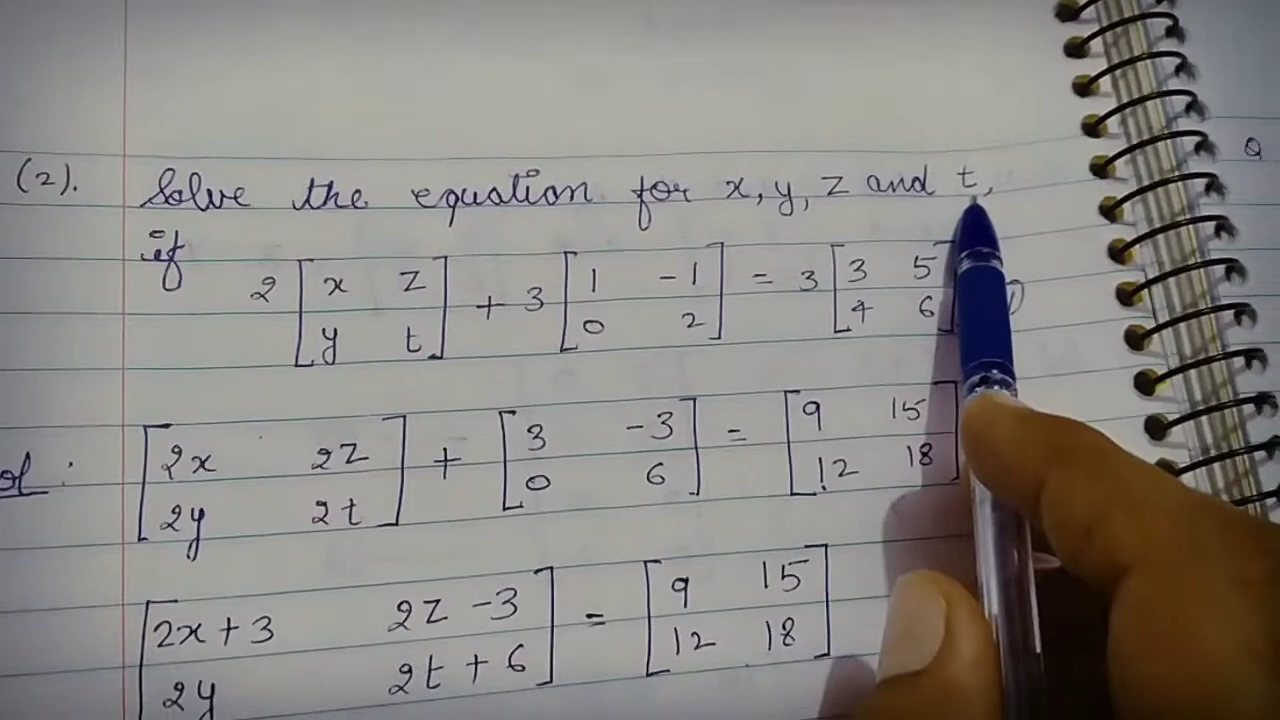 (2). Solve the equation for x, y, z and t,
if 2 [x z; y t] + 3 [1 -1; 0 2] = 3 [3 5; 4 6]
[2x 2z; 2y 2t] + [3 -3; 0 6] = [9 15; 12 18]
[2x+3 2z-3; 2y 2t+6] = [9 15; 12 18]
Q